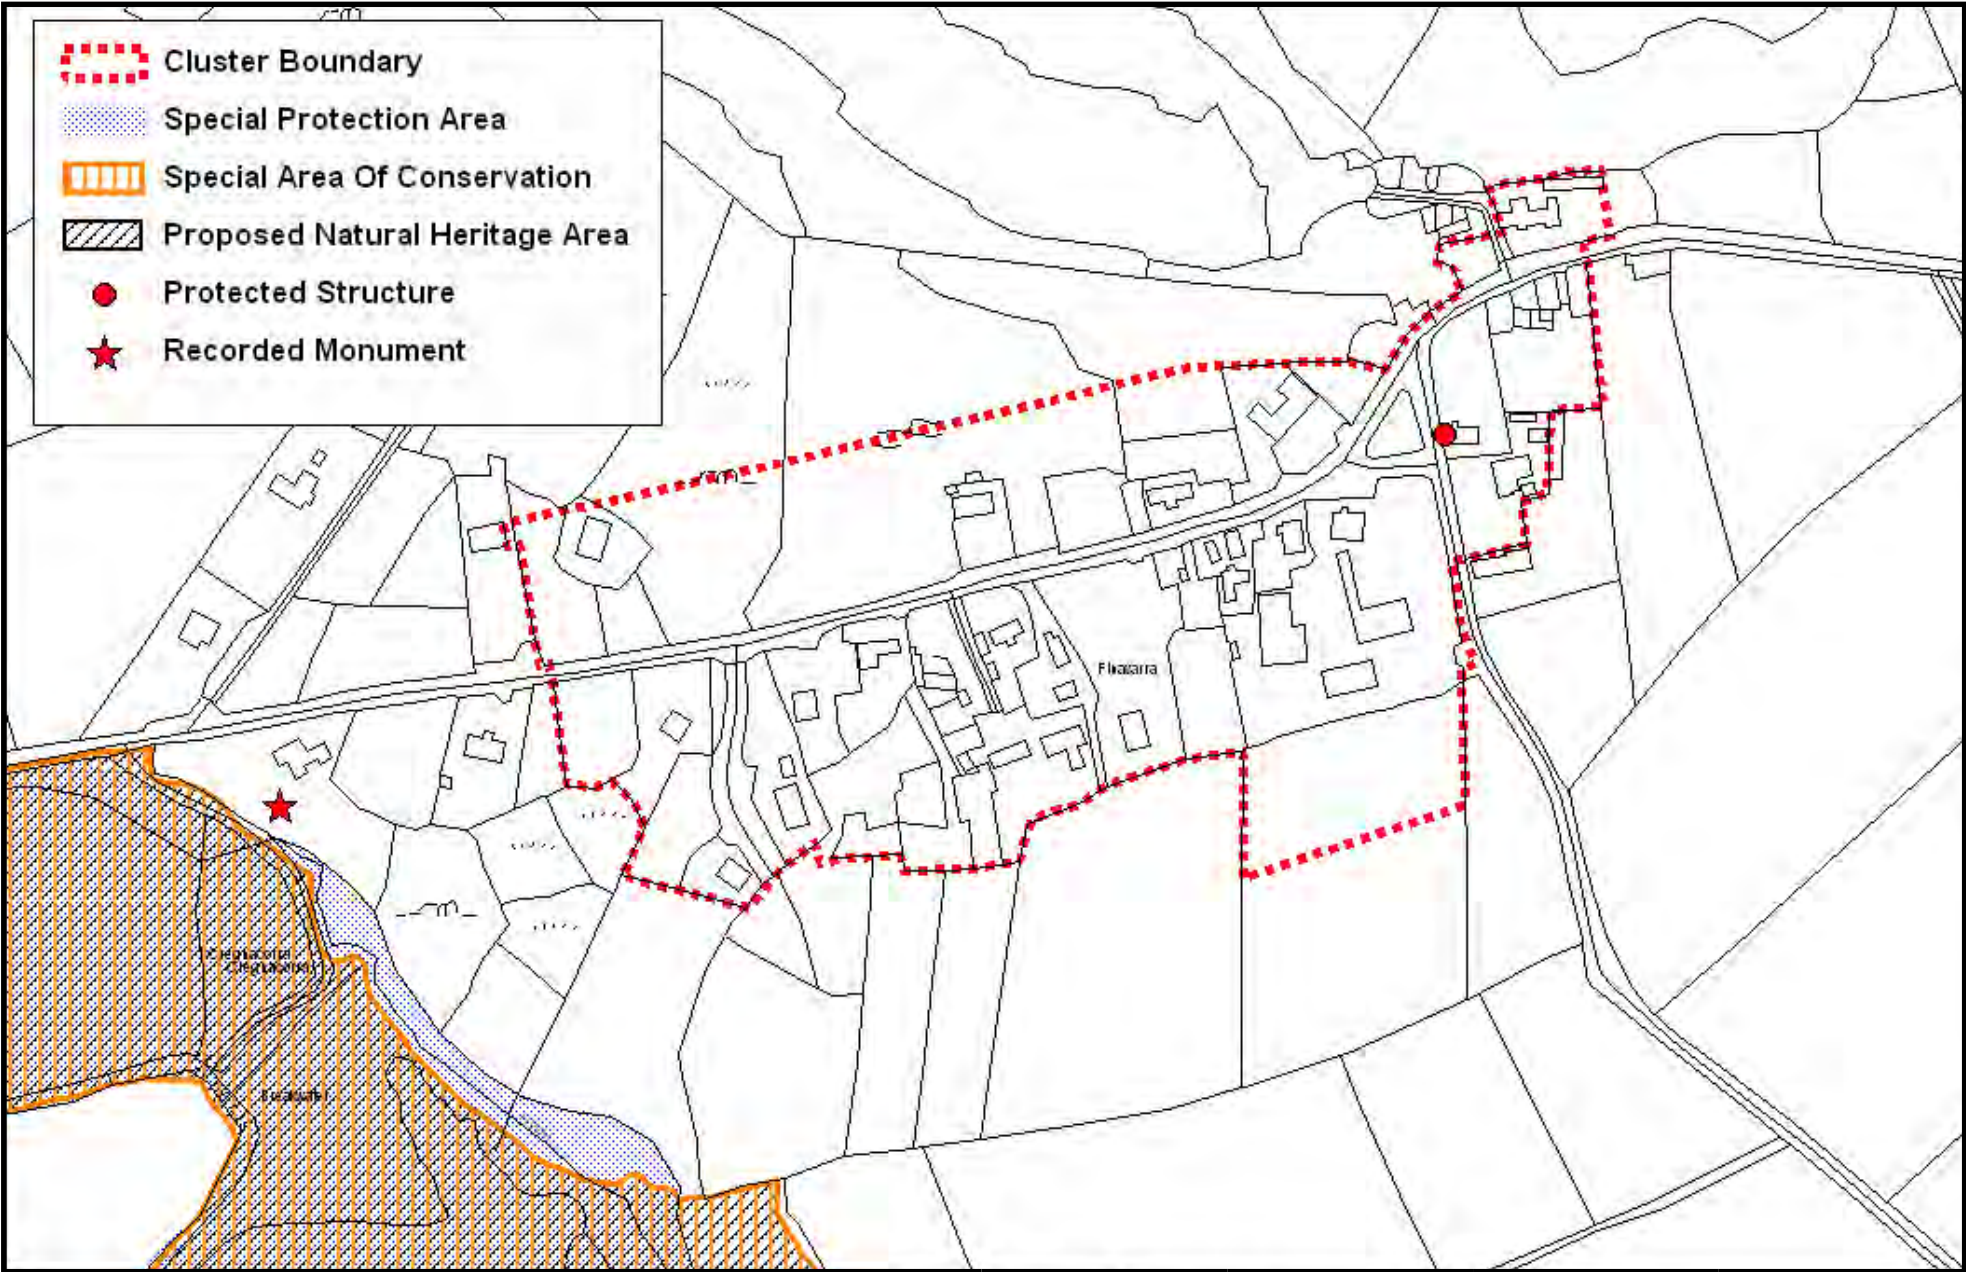 Cluster Boundary
Special Protection Area
Special Area Of Conservation
Proposed Natural Heritage Area
Protected Structure
Recorded Monument